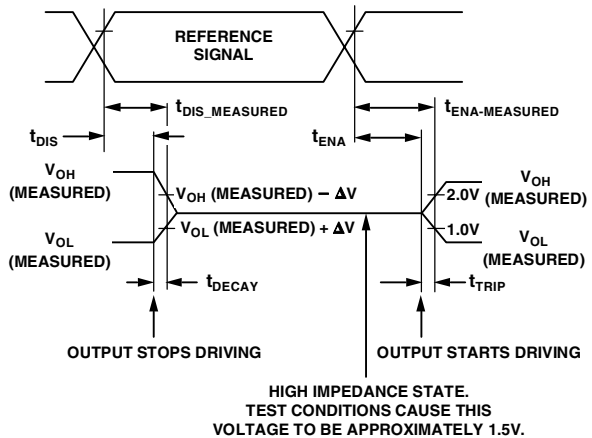 REFERENCE
SIGNAL
tDIS_MEASURED
tENA-MEASURED
tDIS
tENA
VOH
(MEASURED)
VOH (MEASURED) – ΔV
2.0V
VOH
(MEASURED)
VOL
(MEASURED)
VOL (MEASURED) + ΔV
1.0V
VOL
(MEASURED)
tDECAY
tTRIP
OUTPUT STOPS DRIVING
OUTPUT STARTS DRIVING
HIGH IMPEDANCE STATE.
TEST CONDITIONS CAUSE THIS
VOLTAGE TO BE APPROXIMATELY 1.5V.